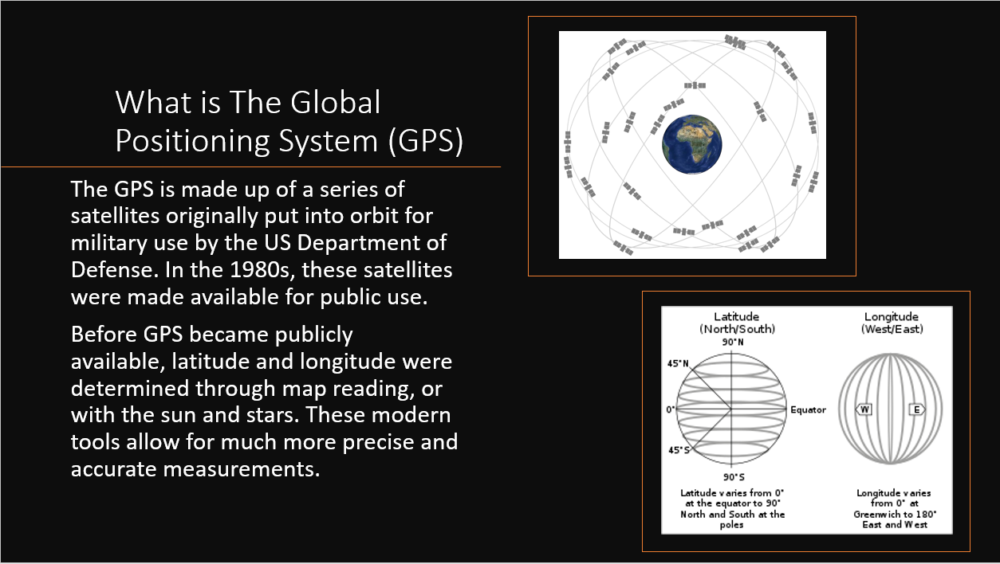 What is The Global
Positioning System (GPS)
The GPS is made up of a series of
satellites originally put into orbit for
military use by the US Department of
Defense. In the 1980s, these satellites
were made available for public use.
Before GPS became publicly
available, latitude and longitude were
determined through map reading, or
with the sun and stars. These modern
tools allow for much more precise and
accurate measurements.
Latitude
(North/South)
90°N
45°N
0°
Equator
45°S
90°S
Latitude varies from 0°
at the equator to 90°
North and South at the
poles
Longitude
(West/East)
W
E
Longitude varies
from 0° at
Greenwich to 180°
East and West